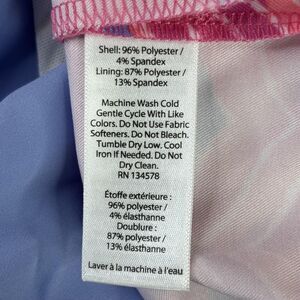 Shell: 96% Polyester /
4% Spandex
Lining: 87% Polyester /
13% Spandex
Machine Wash Cold
Gentle Cycle With Like
Colors. Do Not Use Fabric
Softeners. Do Not Bleach.
Tumble Dry Low. Cool
Iron If Needed. Do Not
Dry Clean.
RN 134578
Étoffe extérieure :
96% polyester /
4% élasthanne
Doublure :
87% polyester /
13% élasthanne
Laver à la machine à l'eau